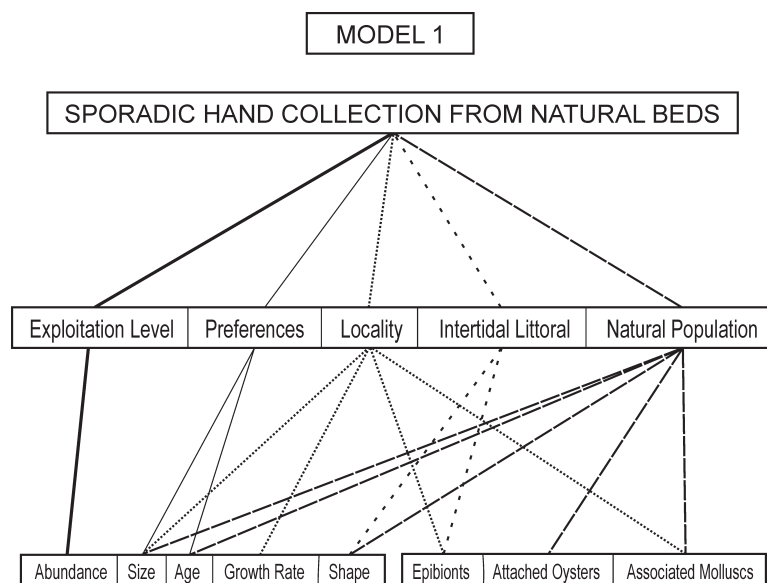 MODEL 1
SPORADIC HAND COLLECTION FROM NATURAL BEDS
Exploitation Level Preferences Locality Intertidal Littoral Natural Population
Abundance Size Age Growth Rate Shape Epibionts Attached Oysters Associated Molluscs